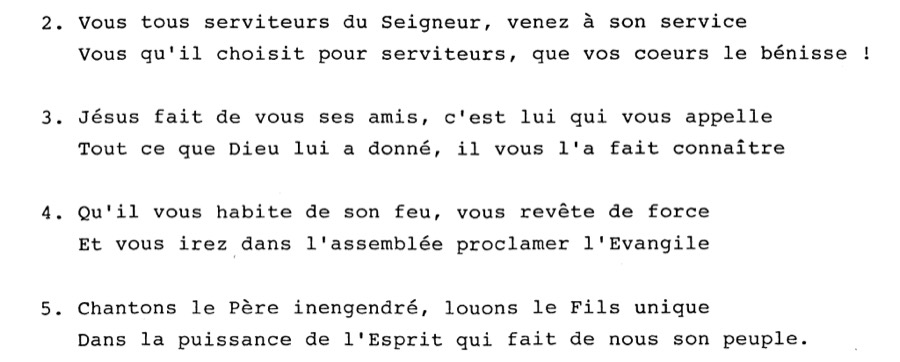 2. Vous tous serviteurs du Seigneur, venez à son service
Vous qu'il choisit pour serviteurs, que vos coeurs le bénisse !
3. Jésus fait de vous ses amis, c'est lui qui vous appelle
Tout ce que Dieu lui a donné, il vous l'a fait connaître
4. Qu'il vous habite de son feu, vous revête de force
Et vous irez dans l'assemblée proclamer l'Evangile
5. Chantons le Père inengendré, louons le Fils unique
Dans la puissance de l'Esprit qui fait de nous son peuple.